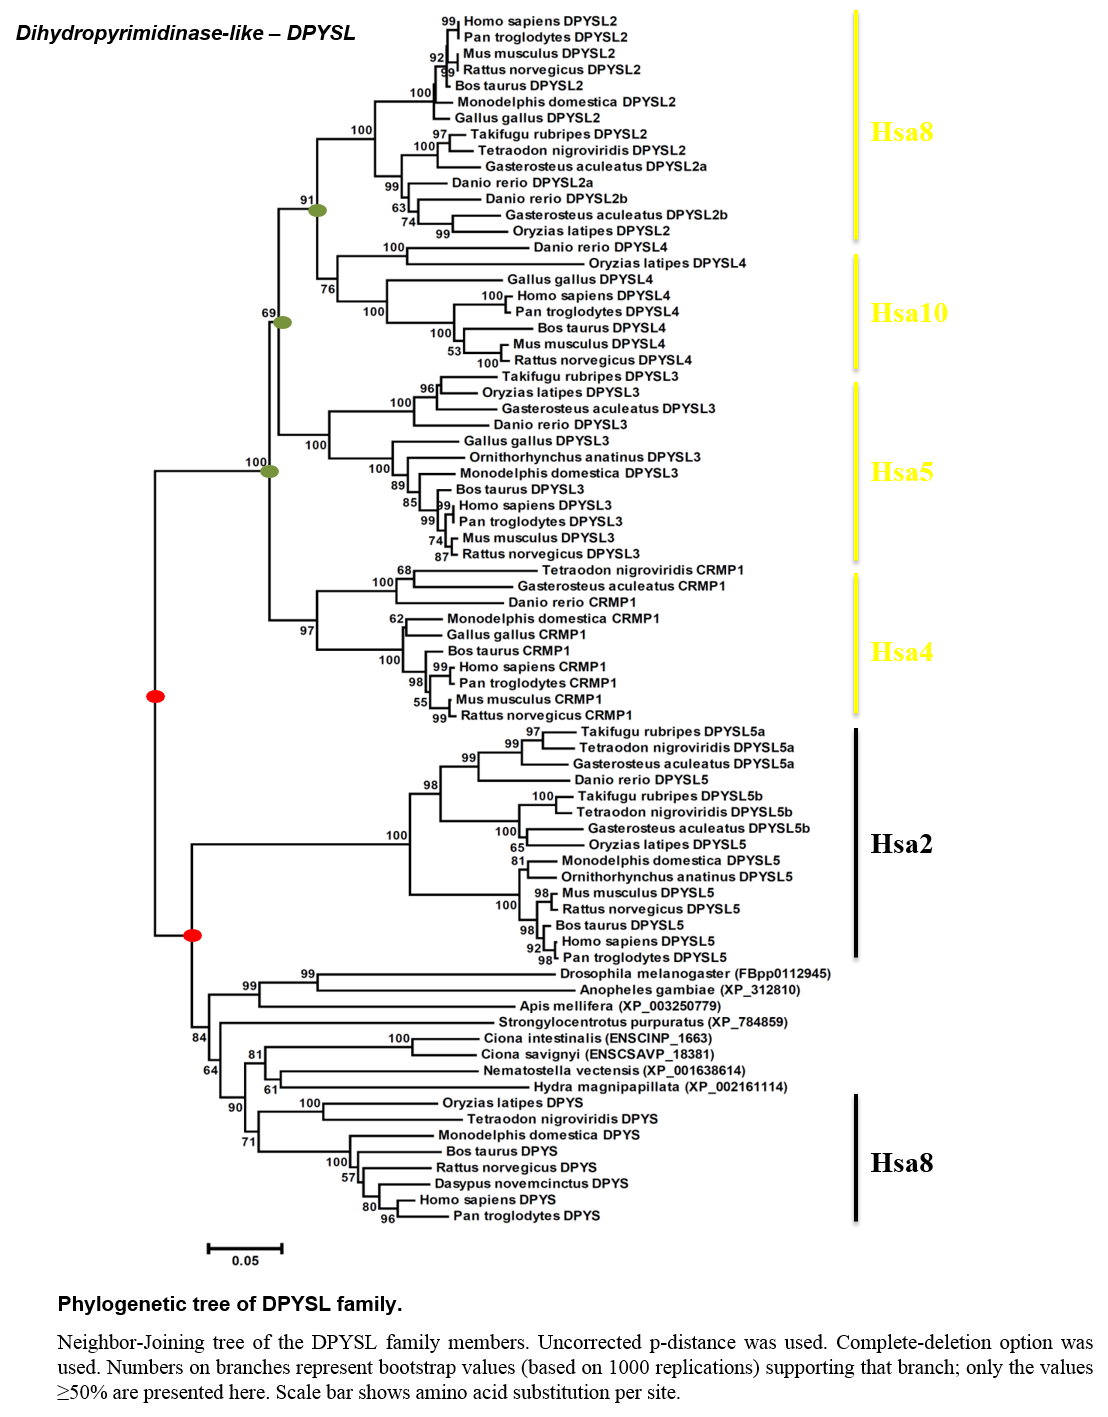 Dihydropyrimidinase-like – DPYSL
99 Homo sapiens DPYSL2
Pan troglodytes DPYSL2
92 Mus musculus DPYSL2
99 Rattus norvegicus DPYSL2
Bos taurus DPYSL2
100 Monodelphis domestica DPYSL2
Gallus gallus DPYSL2
100
97 Takifugu rubripes DPYSL2
Hsa8
100 Tetraodon nigroviridis DPYSL2
Gasterosteus aculeatus DPYSL2a
99 Danio rerio DPYSL2a
91 Danio rerio DPYSL2b
63
74 Gasterosteus aculeatus DPYSL2b
99 Oryzias latipes DPYSL2
100 Danio rerio DPYSL4
Oryzias latipes DPYSL4
76 Gallus gallus DPYSL4
100 Homo sapiens DPYSL4
100 Pan troglodytes DPYSL4
Hsa10
69
100 Bos taurus DPYSL4
53 Mus musculus DPYSL4
100 Rattus norvegicus DPYSL4
Takifugu rubripes DPYSL3
96 Oryzias latipes DPYSL3
100 Gasterosteus aculeatus DPYSL3
Danio rerio DPYSL3
100 Gallus gallus DPYSL3
Ornithorhynchus anatinus DPYSL3
100
100 Monodelphis domestica DPYSL3
Hsa5
89 Bos taurus DPYSL3
85 99 Homo sapiens DPYSL3
99 Pan troglodytes DPYSL3
74 Mus musculus DPYSL3
87 Rattus norvegicus DPYSL3
68 Tetraodon nigroviridis CRMP1
100 Gasterosteus aculeatus CRMP1
Danio rerio CRMP1
62 Monodelphis domestica CRMP1
97 Gallus gallus CRMP1
Bos taurus CRMP1
Hsa4
100
99 Homo sapiens CRMP1
98 Pan troglodytes CRMP1
55 Mus musculus CRMP1
99 Rattus norvegicus CRMP1
97 Takifugu rubripes DPYSL5a
99 Tetraodon nigroviridis DPYSL5a
99 Gasterosteus aculeatus DPYSL5a
Danio rerio DPYSL5
98
100 Takifugu rubripes DPYSL5b
Tetraodon nigroviridis DPYSL5b
100 Gasterosteus aculeatus DPYSL5b
100
65 Oryzias latipes DPYSL5
Hsa2
81 Monodelphis domestica DPYSL5
Ornithorhynchus anatinus DPYSL5
98 Mus musculus DPYSL5
100 Rattus norvegicus DPYSL5
98 Bos taurus DPYSL5
92 Homo sapiens DPYSL5
98 Pan troglodytes DPYSL5
99 Drosophila melanogaster (FBpp0112945)
99 Anopheles gambiae (XP_312810)
Apis mellifera (XP_003250779)
Strongylocentrotus purpuratus (XP_784859)
84
100 Ciona intestinalis (ENSCINP_1663)
81 Ciona savignyi (ENSCSAVP_18381)
64 Nematostella vectensis (XP_001638614)
61 Hydra magnipapillata (XP_002161114)
90
100 Oryzias latipes DPYS
Tetraodon nigroviridis DPYS
71 Monodelphis domestica DPYS
Bos taurus DPYS
100 Rattus norvegicus DPYS
Hsa8
57 Dasypus novemcinctus DPYS
80 Homo sapiens DPYS
96 Pan troglodytes DPYS
0.05
Phylogenetic tree of DPYSL family.
Neighbor-Joining tree of the DPYSL family members. Uncorrected p-distance was used. Complete-deletion option was
used. Numbers on branches represent bootstrap values (based on 1000 replications) supporting that branch; only the values
≥50% are presented here. Scale bar shows amino acid substitution per site.